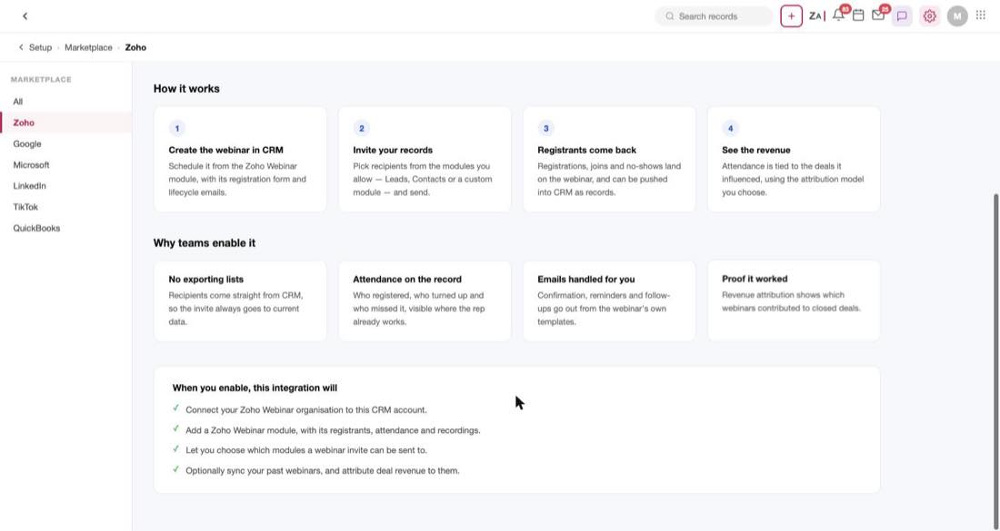 Search records
+
ZA|
83
25
M
Setup · Marketplace · Zoho
MARKETPLACE
All
Zoho
Google
Microsoft
LinkedIn
TikTok
QuickBooks
How it works
1
Create the webinar in CRM
Schedule it from the Zoho Webinar
module, with its registration form and
lifecycle emails.
2
Invite your records
Pick recipients from the modules you
allow — Leads, Contacts or a custom
module — and send.
3
Registrants come back
Registrations, joins and no-shows land
on the webinar, and can be pushed
into CRM as records.
4
See the revenue
Attendance is tied to the deals it
influenced, using the attribution model
you choose.
Why teams enable it
No exporting lists
Recipients come straight from CRM,
so the invite always goes to current
data.
Attendance on the record
Who registered, who turned up and
who missed it, visible where the rep
already works.
Emails handled for you
Confirmation, reminders and follow-
ups go out from the webinar's own
templates.
Proof it worked
Revenue attribution shows which
webinars contributed to closed deals.
When you enable, this integration will
Connect your Zoho Webinar organisation to this CRM account.
Add a Zoho Webinar module, with its registrants, attendance and recordings.
Let you choose which modules a webinar invite can be sent to.
Optionally sync your past webinars, and attribute deal revenue to them.